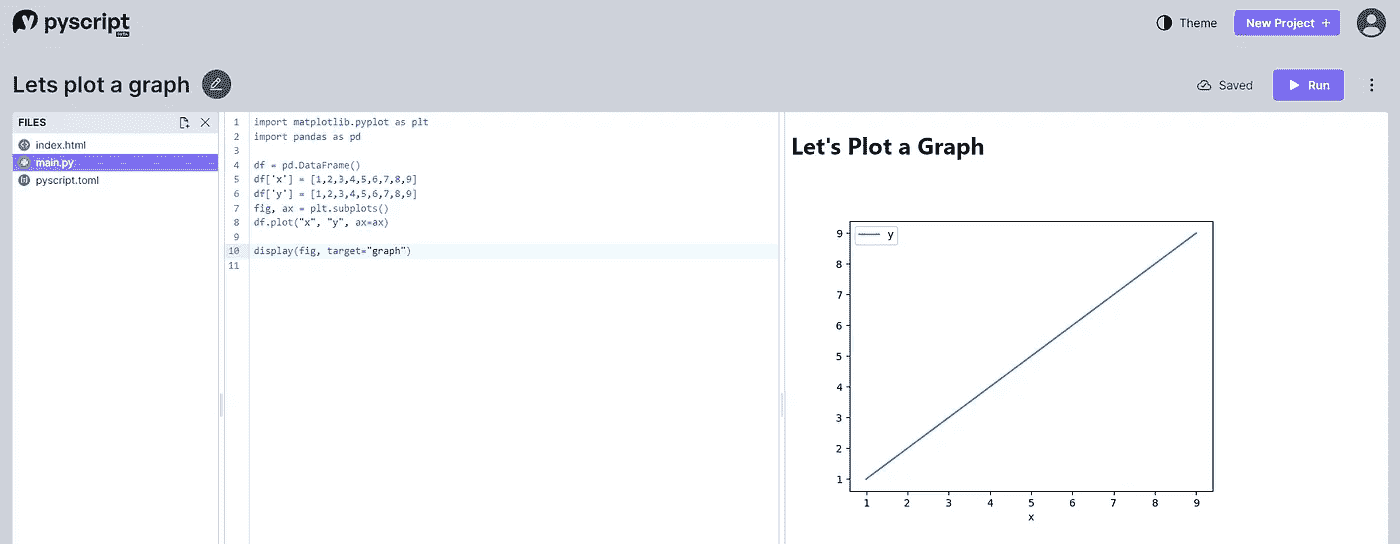 pyscript
beta
Theme
New Project +
Lets plot a graph
Saved
Run
FILES
index.html
main.py
pyscript.toml
1 import matplotlib.pyplot as plt
2 import pandas as pd
3
4 df = pd.DataFrame()
5 df['x'] = [1,2,3,4,5,6,7,8,9]
6 df['y'] = [1,2,3,4,5,6,7,8,9]
7 fig, ax = plt.subplots()
8 df.plot("x", "y", ax=ax)
9
10 display(fig, target="graph")
11
Let's Plot a Graph
y
9
8
7
6
5
4
3
2
1
1 2 3 4 5 6 7 8 9
x